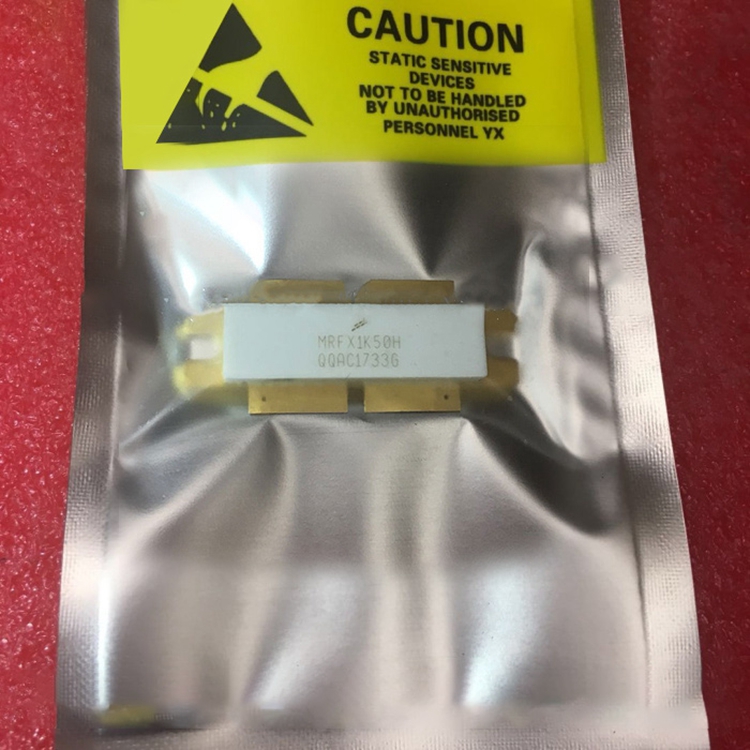 CAUTION
STATIC SENSITIVE
DEVICES
NOT TO BE HANDLED
BY UNAUTHORISED
PERSONNEL YX
MRFX1K50H
QQAC1733G